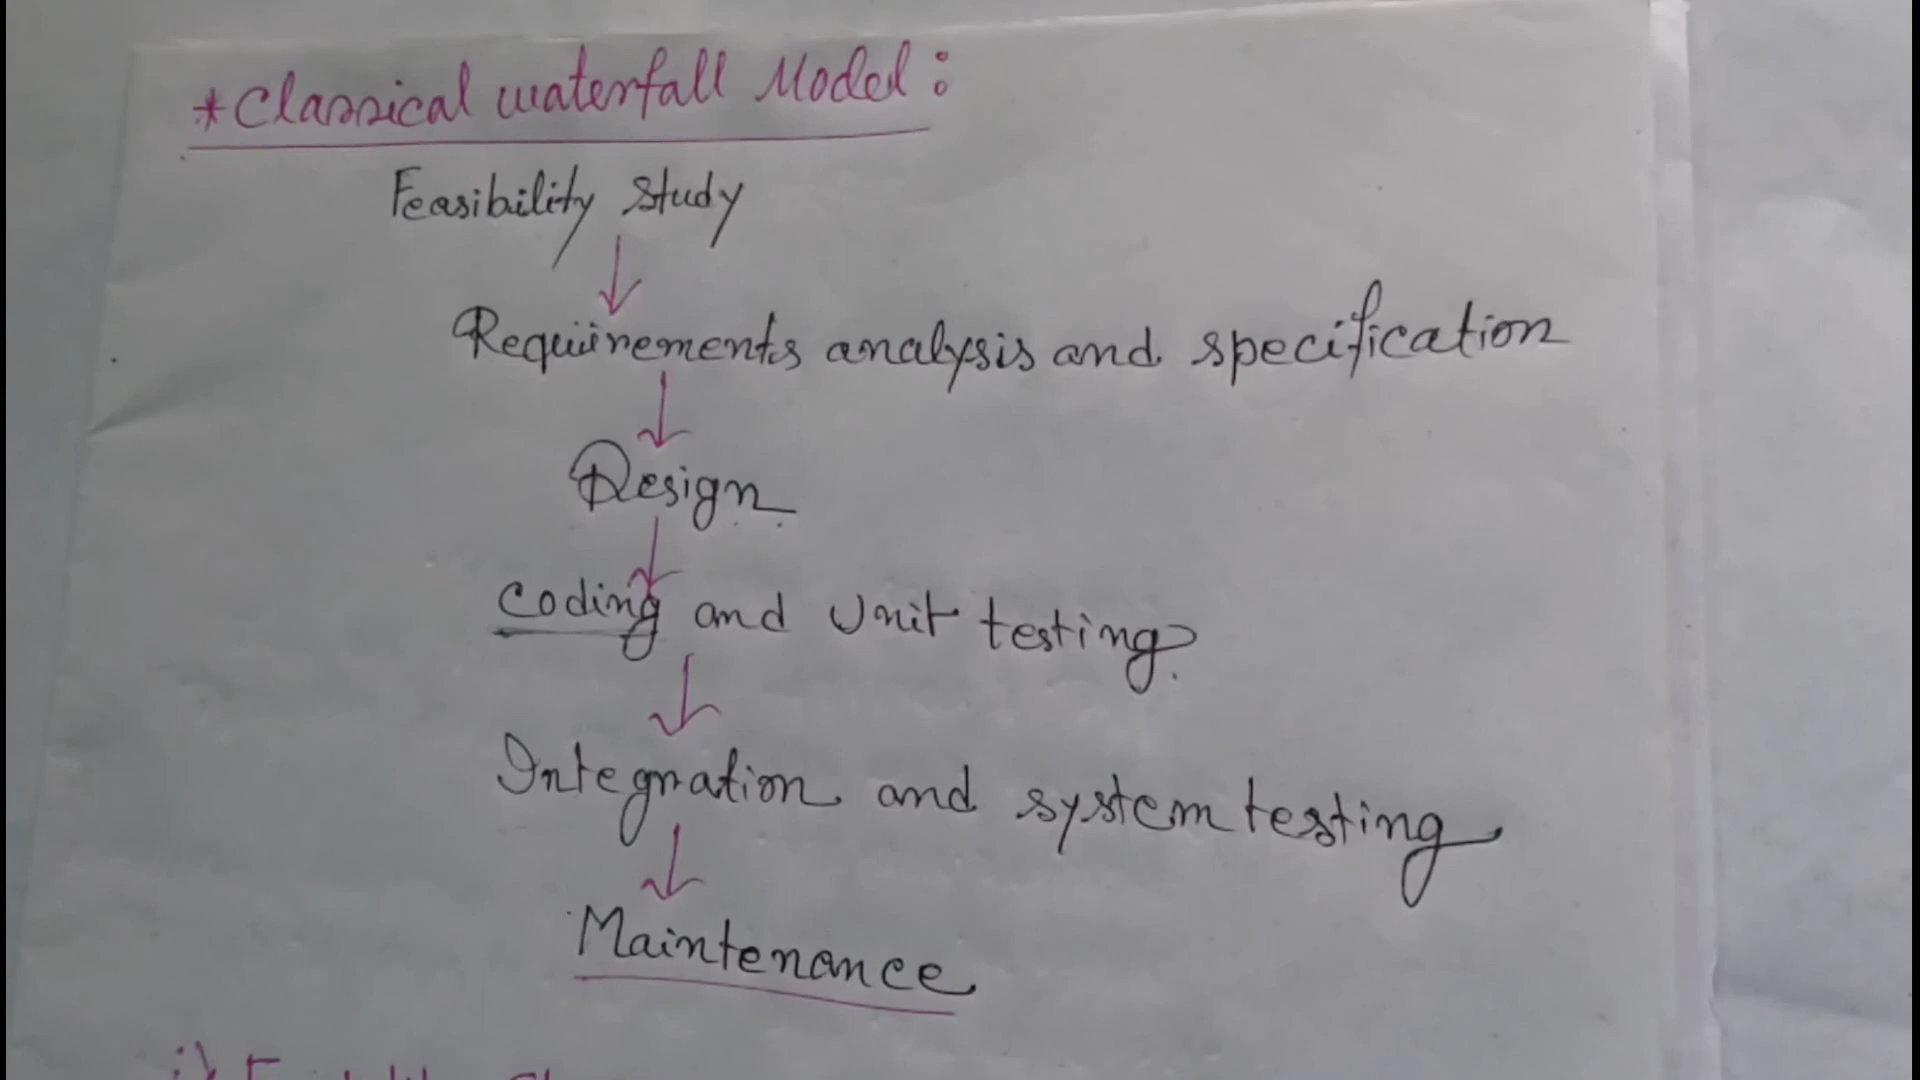 *Classical waterfall Model:
Feasibility study
Requirements analysis and specification
Design
Coding and Unit testing.
Integration and system testing
Maintenance